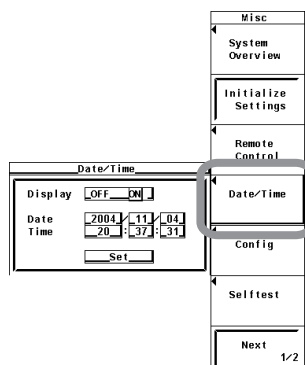 Misc
System
Overview
Initialize
Settings
Remote
Control
Date/Time
Config
Selftest
Next
1/2
Date/Time
Display OFF ON
Date 2004 / 11 / 04
Time 20 : 37 : 31
Set